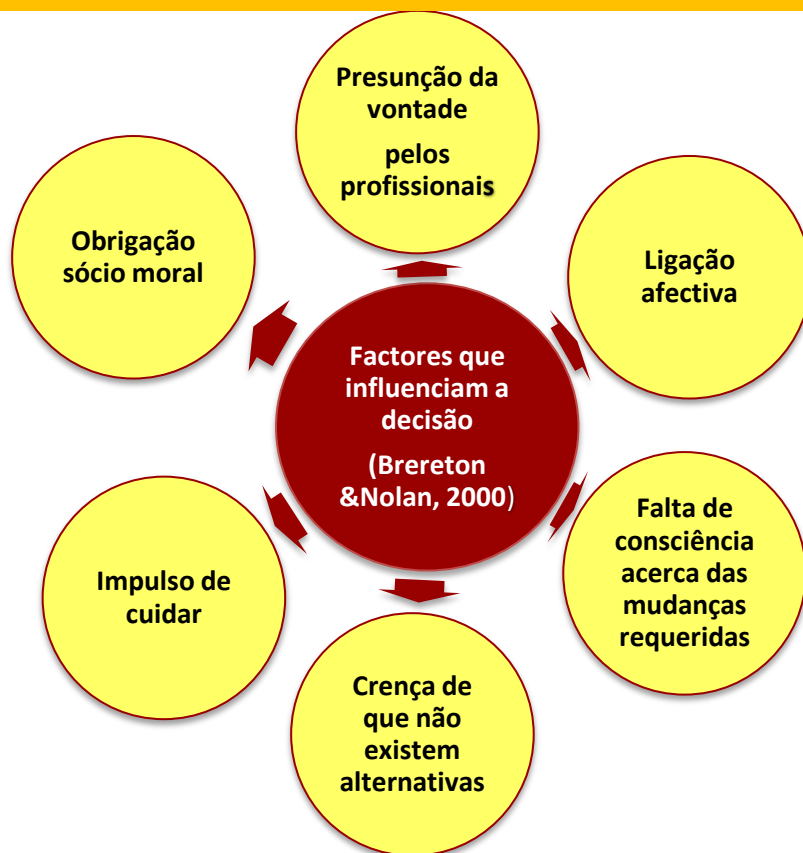 Presunção da
vontade
pelos
profissionais
Obrigação
sócio moral
Ligação
afectiva
Factores que
influenciam a
decisão
(Brereton
&Nolan, 2000)
Impulso de
cuidar
Falta de
consciência
acerca das
mudanças
requeridas
Crença de
que não
existem
alternativas